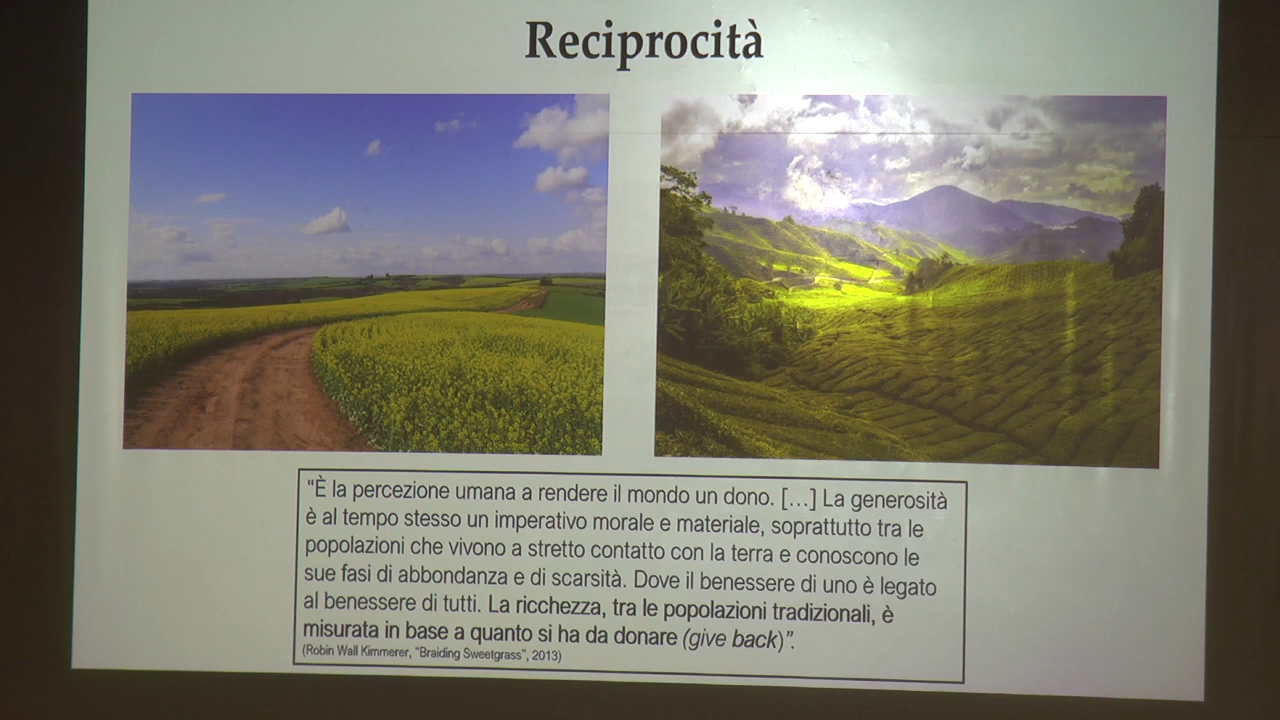 Reciprocità
“È la percezione umana a rendere il mondo un dono. […] La generosità
è al tempo stesso un imperativo morale e materiale, soprattutto tra le
popolazioni che vivono a stretto contatto con la terra e conoscono le
sue fasi di abbondanza e di scarsità. Dove il benessere di uno è legato
al benessere di tutti. La ricchezza, tra le popolazioni tradizionali, è
misurata in base a quanto si ha da donare (give back)”.
(Robin Wall Kimmerer, “Braiding Sweetgrass”, 2013)